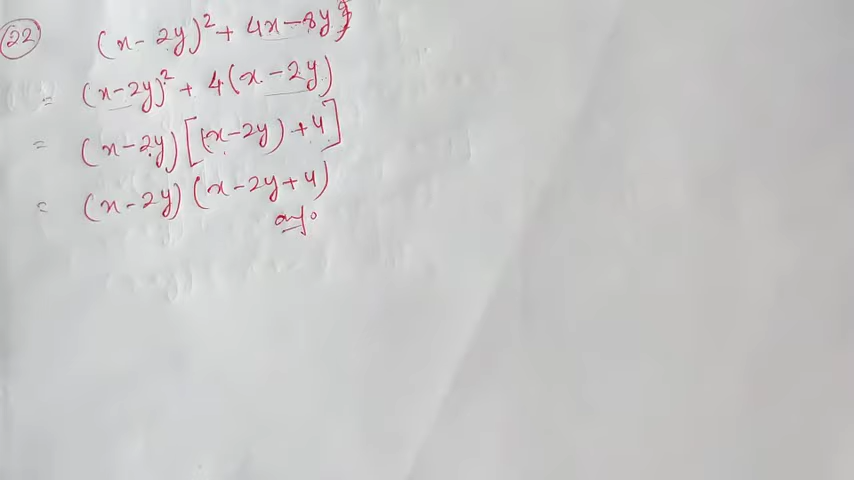 22 (x-2y)² + 4x-8y
= (x-2y)² + 4(x-2y)
= (x-2y)[(x-2y)+4]
= (x-2y)(x-2y+4)